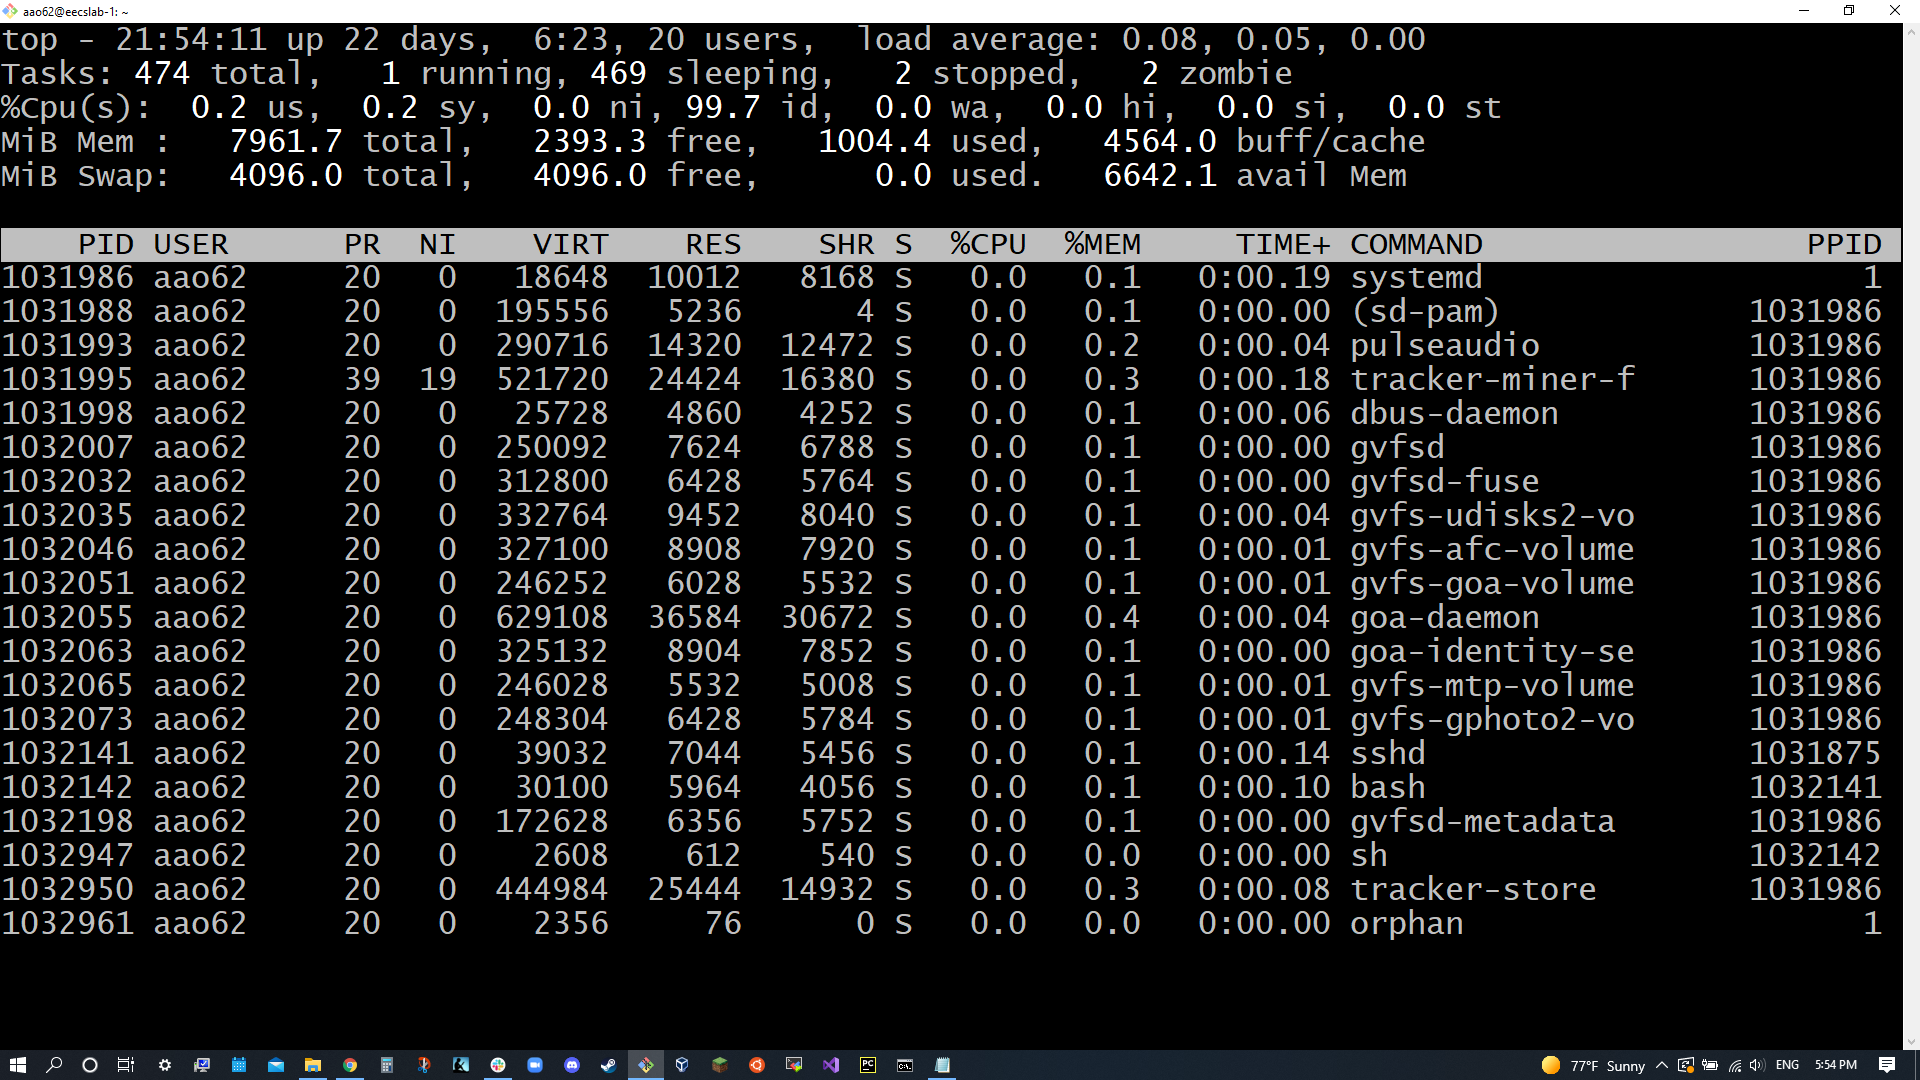 aao62@eecslab-1: ~
top - 21:54:11 up 22 days,  6:23, 20 users,  load average: 0.08, 0.05, 0.00
Tasks: 474 total,   1 running, 469 sleeping,   2 stopped,   2 zombie
%Cpu(s):  0.2 us,  0.2 sy,  0.0 ni, 99.7 id,  0.0 wa,  0.0 hi,  0.0 si,  0.0 st
MiB Mem :   7961.7 total,   2393.3 free,   1004.4 used,   4564.0 buff/cache
MiB Swap:   4096.0 total,   4096.0 free,      0.0 used.   6642.1 avail Mem
PID USER PR NI VIRT RES SHR S %CPU %MEM TIME+ COMMAND PPID
1031986 aao62 20 0 18648 10012 8168 S 0.0 0.1 0:00.19 systemd 1
1031988 aao62 20 0 195556 5236 4 S 0.0 0.1 0:00.00 (sd-pam) 1031986
1031993 aao62 20 0 290716 14320 12472 S 0.0 0.2 0:00.04 pulseaudio 1031986
1031995 aao62 39 19 521720 24424 16380 S 0.0 0.3 0:00.18 tracker-miner-f 1031986
1031998 aao62 20 0 25728 4860 4252 S 0.0 0.1 0:00.06 dbus-daemon 1031986
1032007 aao62 20 0 250092 7624 6788 S 0.0 0.1 0:00.00 gvfsd 1031986
1032032 aao62 20 0 312800 6428 5764 S 0.0 0.1 0:00.00 gvfsd-fuse 1031986
1032035 aao62 20 0 332764 9452 8040 S 0.0 0.1 0:00.04 gvfs-udisks2-vo 1031986
1032046 aao62 20 0 327100 8908 7920 S 0.0 0.1 0:00.01 gvfs-afc-volume 1031986
1032051 aao62 20 0 246252 6028 5532 S 0.0 0.1 0:00.01 gvfs-goa-volume 1031986
1032055 aao62 20 0 629108 36584 30672 S 0.0 0.4 0:00.04 goa-daemon 1031986
1032063 aao62 20 0 325132 8904 7852 S 0.0 0.1 0:00.00 goa-identity-se 1031986
1032065 aao62 20 0 246028 5532 5008 S 0.0 0.1 0:00.01 gvfs-mtp-volume 1031986
1032073 aao62 20 0 248304 6428 5784 S 0.0 0.1 0:00.01 gvfs-gphoto2-vo 1031986
1032141 aao62 20 0 39032 7044 5456 S 0.0 0.1 0:00.14 sshd 1031875
1032142 aao62 20 0 30100 5964 4056 S 0.0 0.1 0:00.10 bash 1032141
1032198 aao62 20 0 172628 6356 5752 S 0.0 0.1 0:00.00 gvfsd-metadata 1031986
1032947 aao62 20 0 2608 612 540 S 0.0 0.0 0:00.00 sh 1032142
1032950 aao62 20 0 444984 25444 14932 S 0.0 0.3 0:00.08 tracker-store 1031986
1032961 aao62 20 0 2356 76 0 S 0.0 0.0 0:00.00 orphan 1
77°F Sunny ENG 5:54 PM